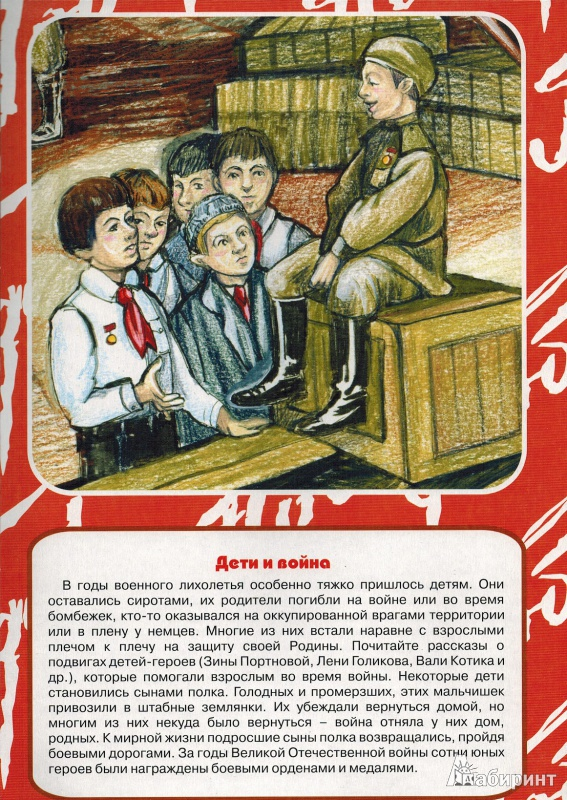 Дети и война
В годы военного лихолетья особенно тяжко пришлось детям. Они
оставались сиротами, их родители погибли на войне или во время
бомбежек, кто-то оказывался на оккупированной врагами территории
или в плену у немцев. Многие из них встали наравне с взрослыми
плечом к плечу на защиту своей Родины. Почитайте рассказы о
подвигах детей-героев (Зины Портновой, Лени Голикова, Вали Котика и
др.), которые помогали взрослым во время войны. Некоторые дети
становились сынами полка. Голодных и промерзших, этих мальчишек
привозили в штабные землянки. Их убеждали вернуться домой, но
многим из них некуда было вернуться – война отняла у них дом,
родных. К мирной жизни подросшие сыны полка возвращались, пройдя
боевыми дорогами. За годы Великой Отечественной войны сотни юных
героев были награждены боевыми орденами и медалями.
Лабиринт